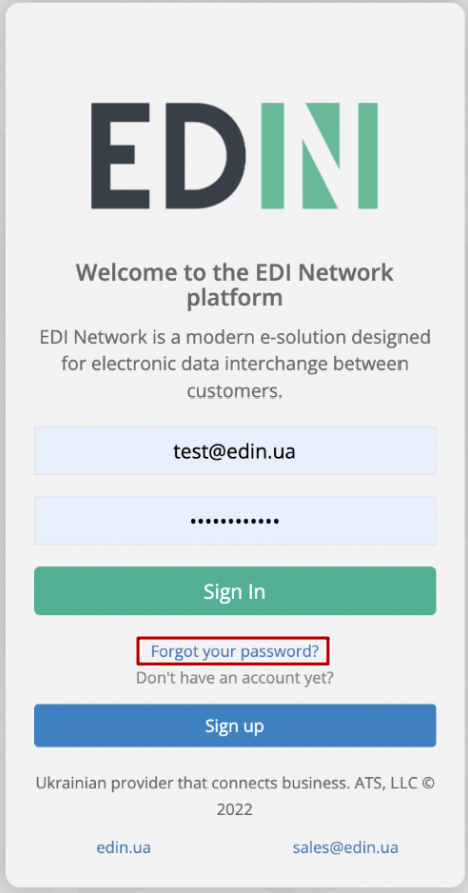 EDIN
Welcome to the EDI Network
platform
EDI Network is a modern e-solution designed
for electronic data interchange between
customers.
test@edin.ua
••••••••••••
Sign In
Forgot your password?
Don't have an account yet?
Sign up
Ukrainian provider that connects business. ATS, LLC ©
2022
edin.ua sales@edin.ua